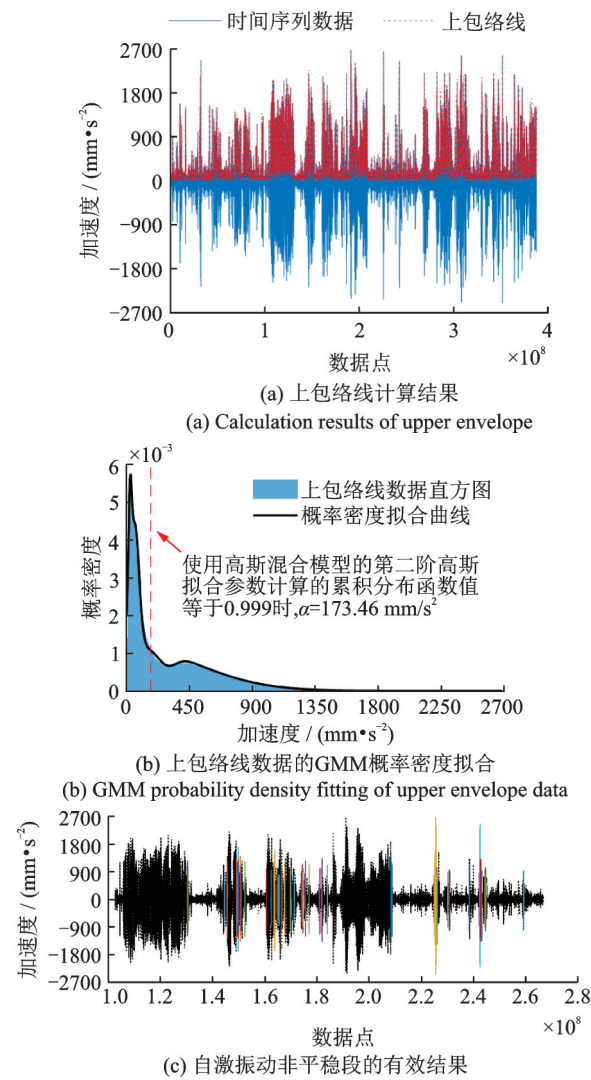 时间序列数据 上包络线
2700
1800
900
0
−900
−1800
−2700
加速度 / (mm•s⁻²)
0 1 2 3 4
数据点 ×10⁸
(a) 上包络线计算结果
(a) Calculation results of upper envelope
×10⁻³
6
5
4
3
2
1
0
概率密度
上包络线数据直方图
概率密度拟合曲线
使用高斯混合模型的第二阶高斯
拟合参数计算的累积分布函数值
等于0.999时,α=173.46 mm/s²
0 450 900 1350 1800 2250 2700
加速度 / (mm•s⁻²)
(b) 上包络线数据的GMM概率密度拟合
(b) GMM probability density fitting of upper envelope data
2700
1800
900
0
−900
−1800
−2700
加速度 / (mm•s⁻²)
1.0 1.2 1.4 1.6 1.8 2.0 2.2 2.4 2.6 2.8
数据点 ×10⁸
(c) 自激振动非平稳段的有效结果